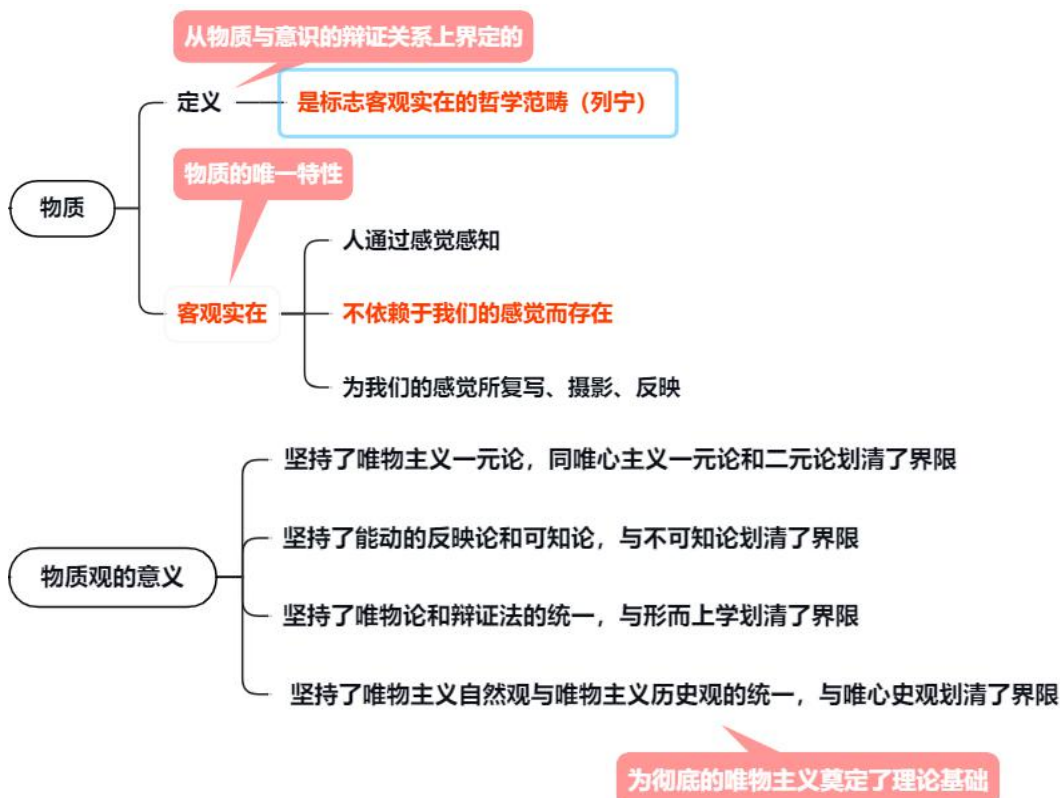 从物质与意识的辩证关系上界定的
定义
是标志客观实在的哲学范畴（列宁）
物质的唯一特性
物质
人通过感觉感知
客观实在
不依赖于我们的感觉而存在
为我们的感觉所复写、摄影、反映
坚持了唯物主义一元论，同唯心主义一元论和二元论划清了界限
坚持了能动的反映论和可知论，与不可知论划清了界限
物质观的意义
坚持了唯物论和辩证法的统一，与形而上学划清了界限
坚持了唯物主义自然观与唯物主义历史观的统一，与唯心史观划清了界限
为彻底的唯物主义奠定了理论基础